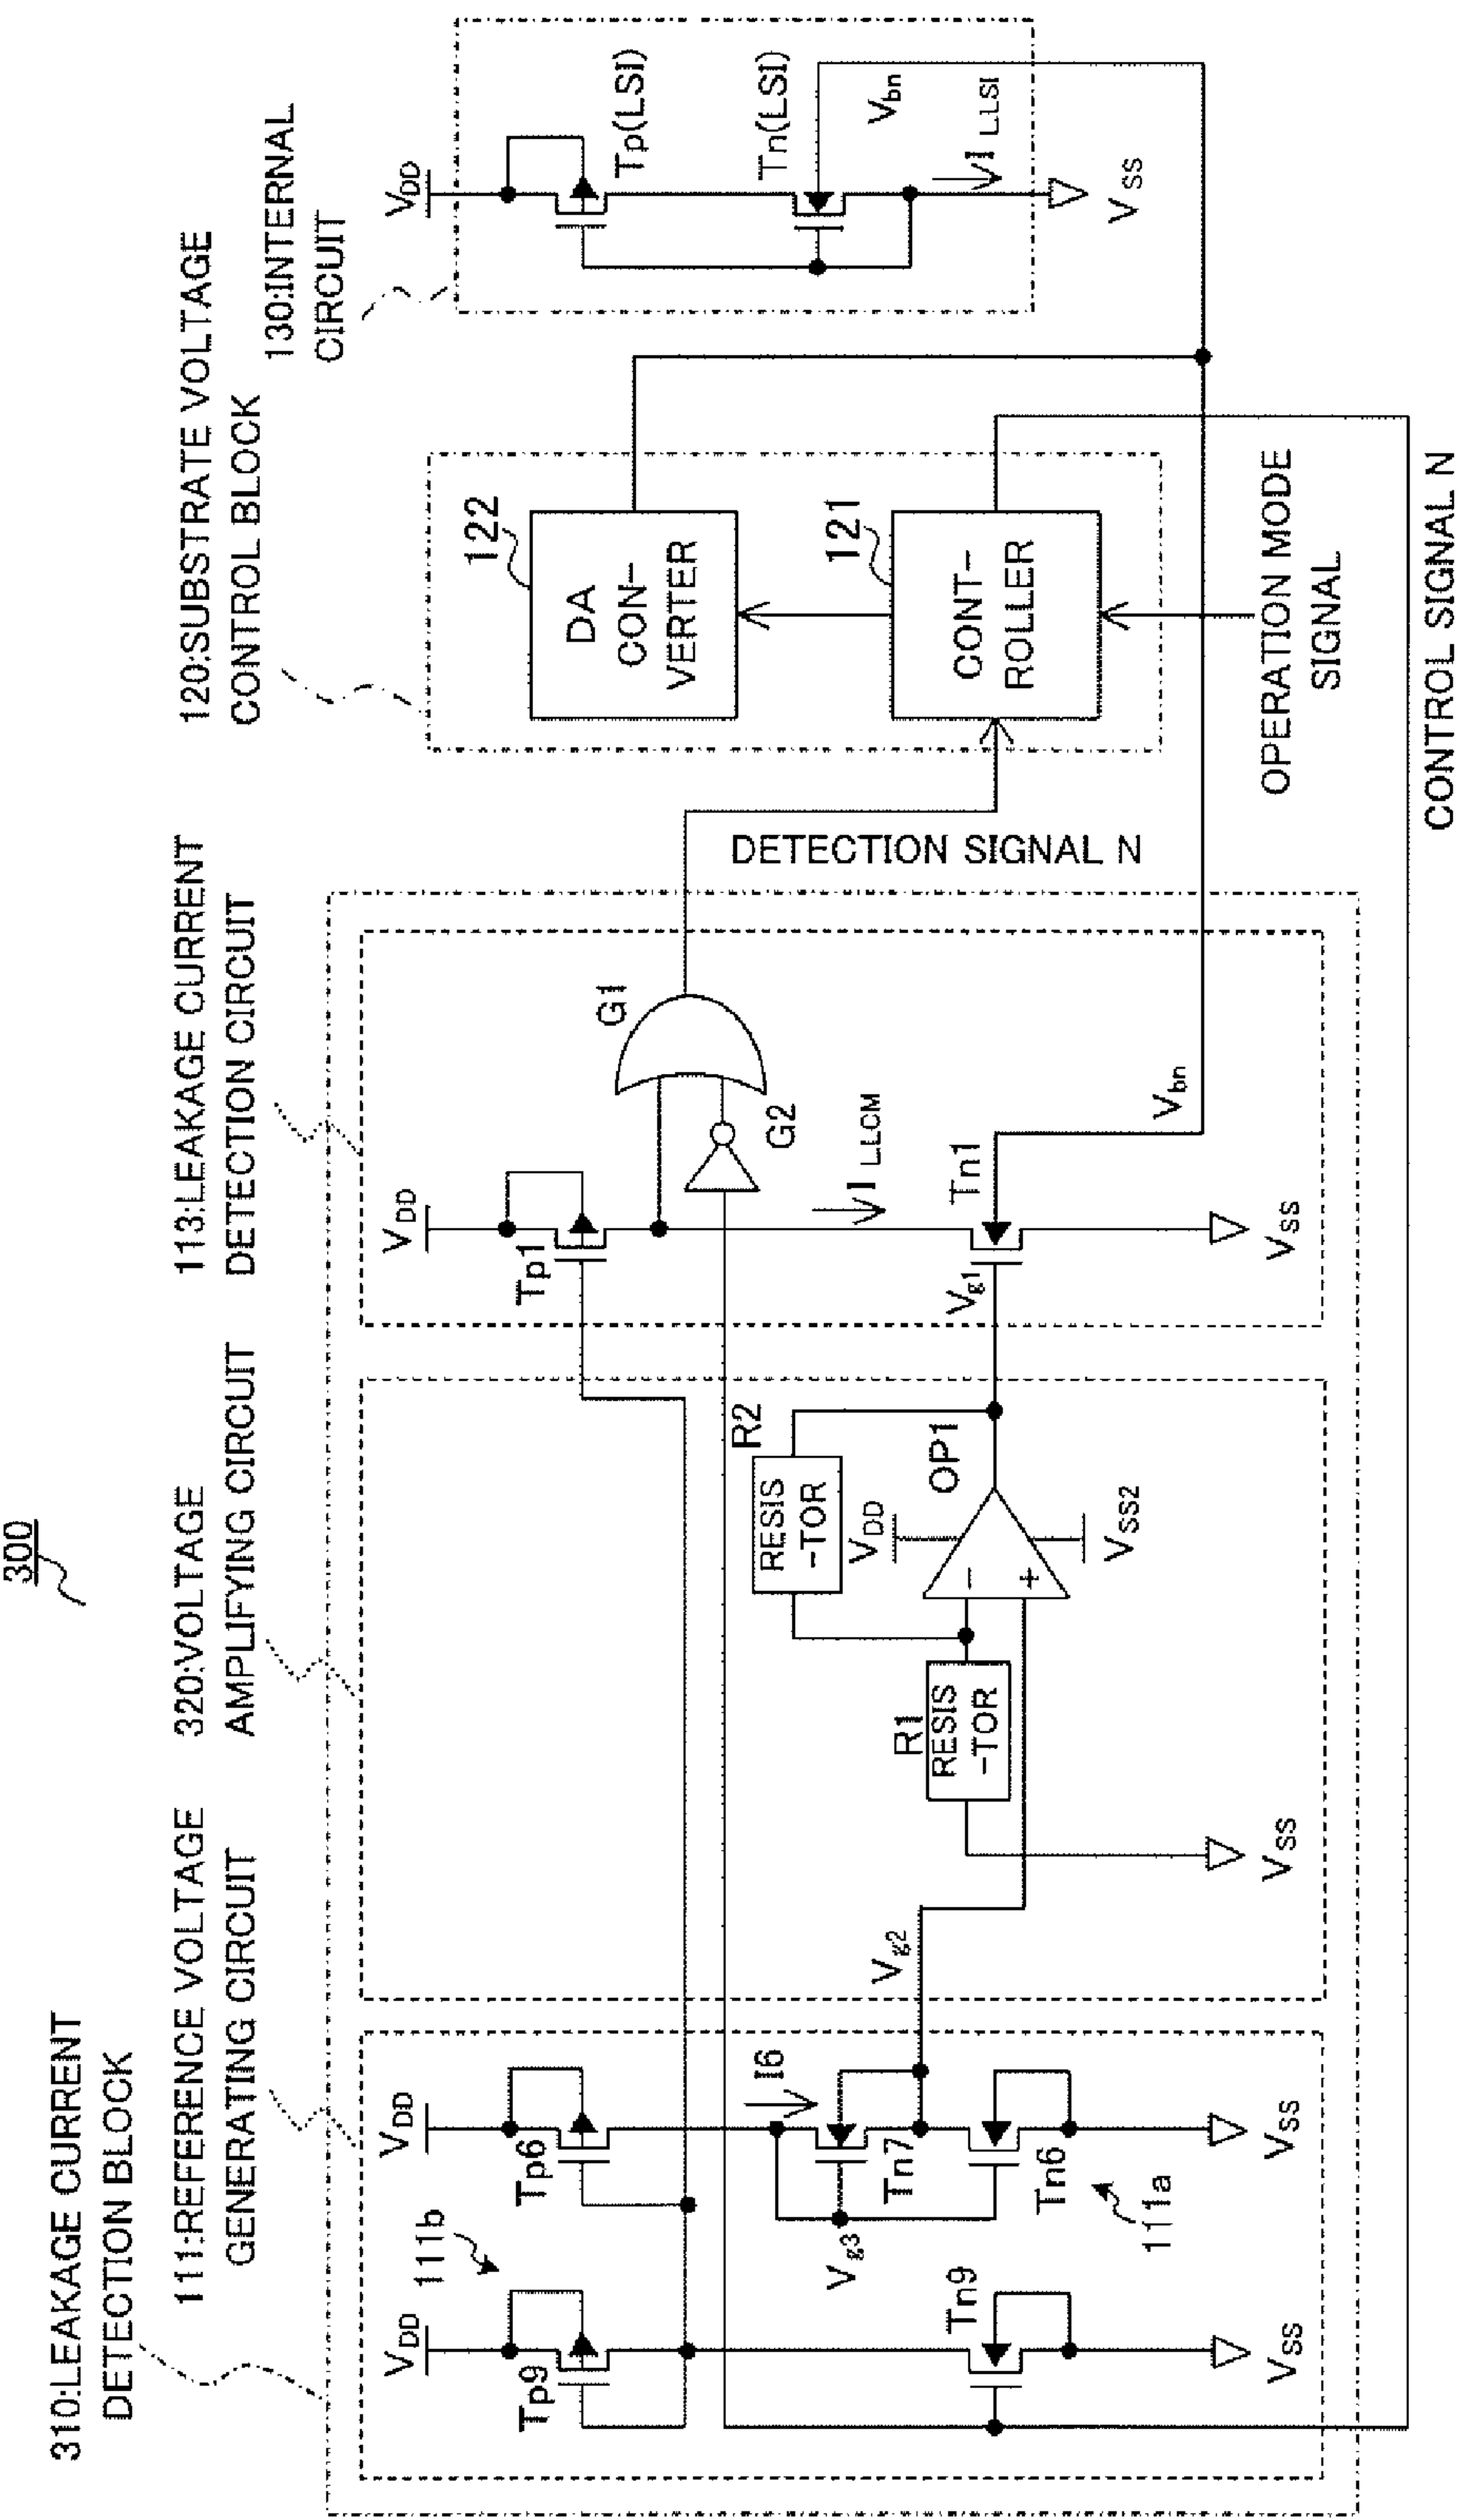 300
310:LEAKAGE CURRENT
DETECTION BLOCK
111:REFERENCE VOLTAGE
GENERATING CIRCUIT
320:VOLTAGE
AMPLIFYING CIRCUIT
113:LEAKAGE CURRENT
DETECTION CIRCUIT
120:SUBSTRATE VOLTAGE
CONTROL BLOCK
130:INTERNAL
CIRCUIT
VDD
Tp9
111b
VDD
Tp6
I6
Vg3
Tn7
Vg2
Tn9
Tn6
111a
VSS
VSS
R1
RESIS
-TOR
R2
RESIS
-TOR
VDD
OP1
-
+
VSS2
VSS
VDD
Tp1
G1
G2
ILLCM
Vg1
Tn1
Vbn
VSS
DETECTION SIGNAL N
122
DA
CON-
VERTER
121
CONT-
ROLLER
OPERATION MODE
SIGNAL
CONTROL SIGNAL N
VDD
Tp(LSI)
Tn(LSI)
Vbn
ILLSI
VSS